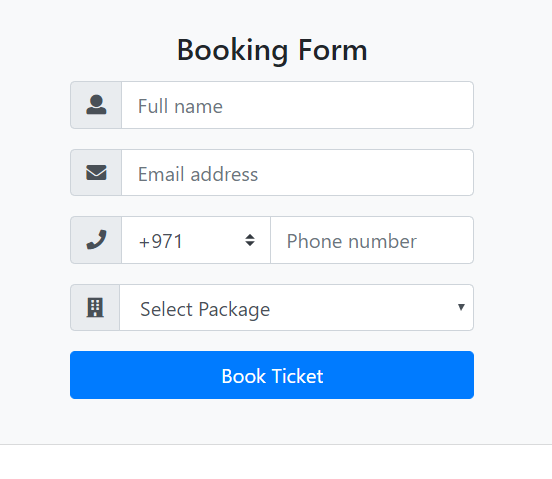 Booking Form
Full name
Email address
+971 Phone number
Select Package
Book Ticket